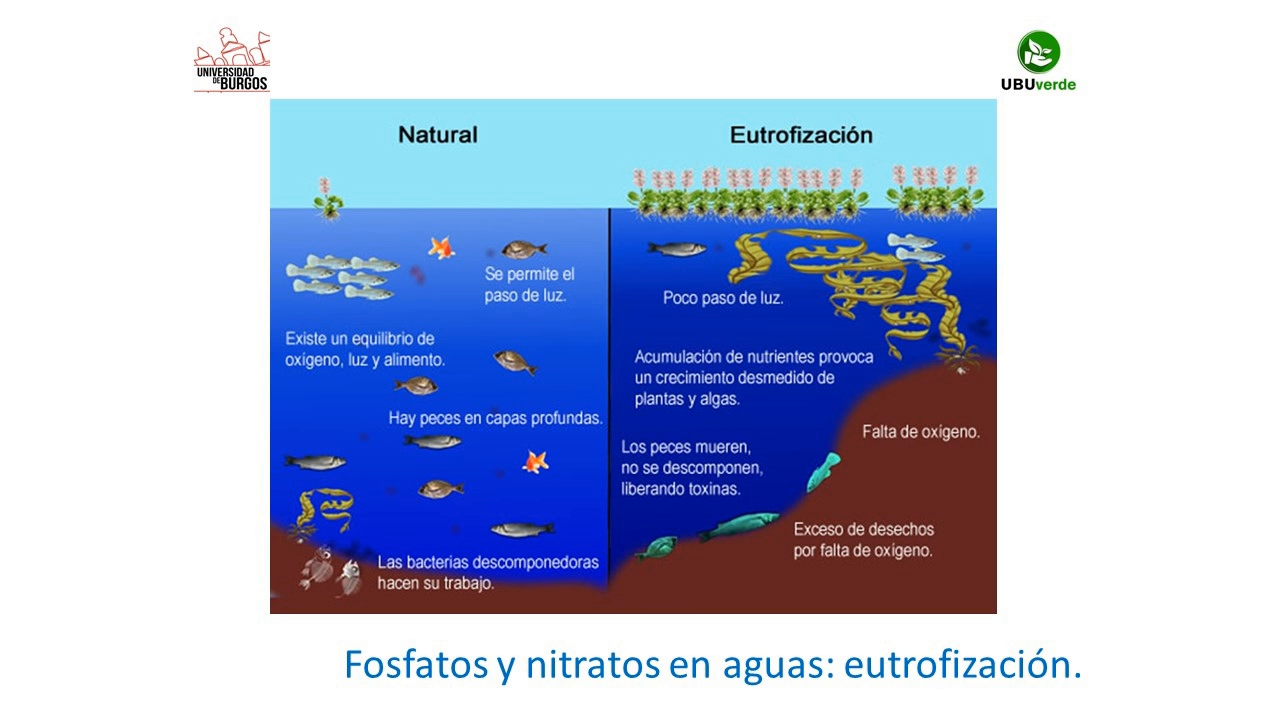 UNIVERSIDAD
DE BURGOS
UBUverde
Natural
Eutrofización
Se permite el
paso de luz.
Existe un equilibrio de
oxígeno, luz y alimento.
Hay peces en capas profundas.
Las bacterias descomponedoras
hacen su trabajo.
Poco paso de luz.
Acumulación de nutrientes provoca
un crecimiento desmedido de
plantas y algas.
Los peces mueren,
no se descomponen,
liberando toxinas.
Falta de oxígeno.
Exceso de desechos
por falta de oxígeno.
Fosfatos y nitratos en aguas: eutrofización.